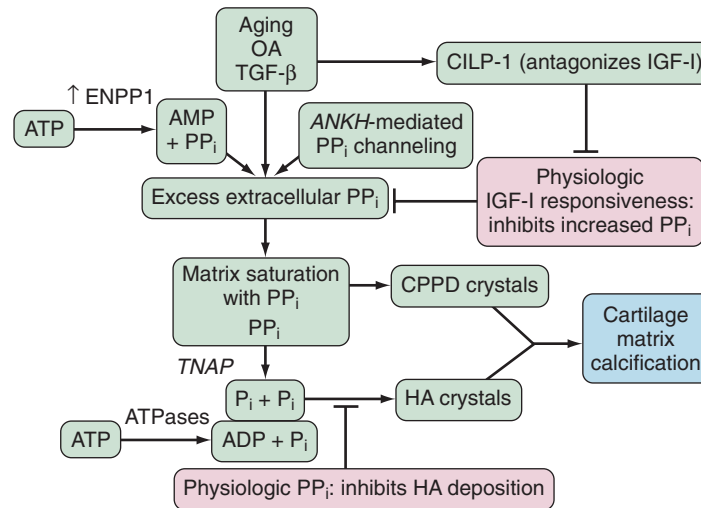 Aging
OA
TGF-β
CILP-1 (antagonizes IGF-I)
↑ ENPP1
ATP
AMP
+ PPᵢ
ANKH-mediated
PPᵢ channeling
Excess extracellular PPᵢ
Physiologic
IGF-I responsiveness:
inhibits increased PPᵢ
Matrix saturation
with PPᵢ
PPᵢ
CPPD crystals
Cartilage
matrix
calcification
TNAP
Pᵢ + Pᵢ
HA crystals
ATPases
ATP
ADP + Pᵢ
Physiologic PPᵢ: inhibits HA deposition